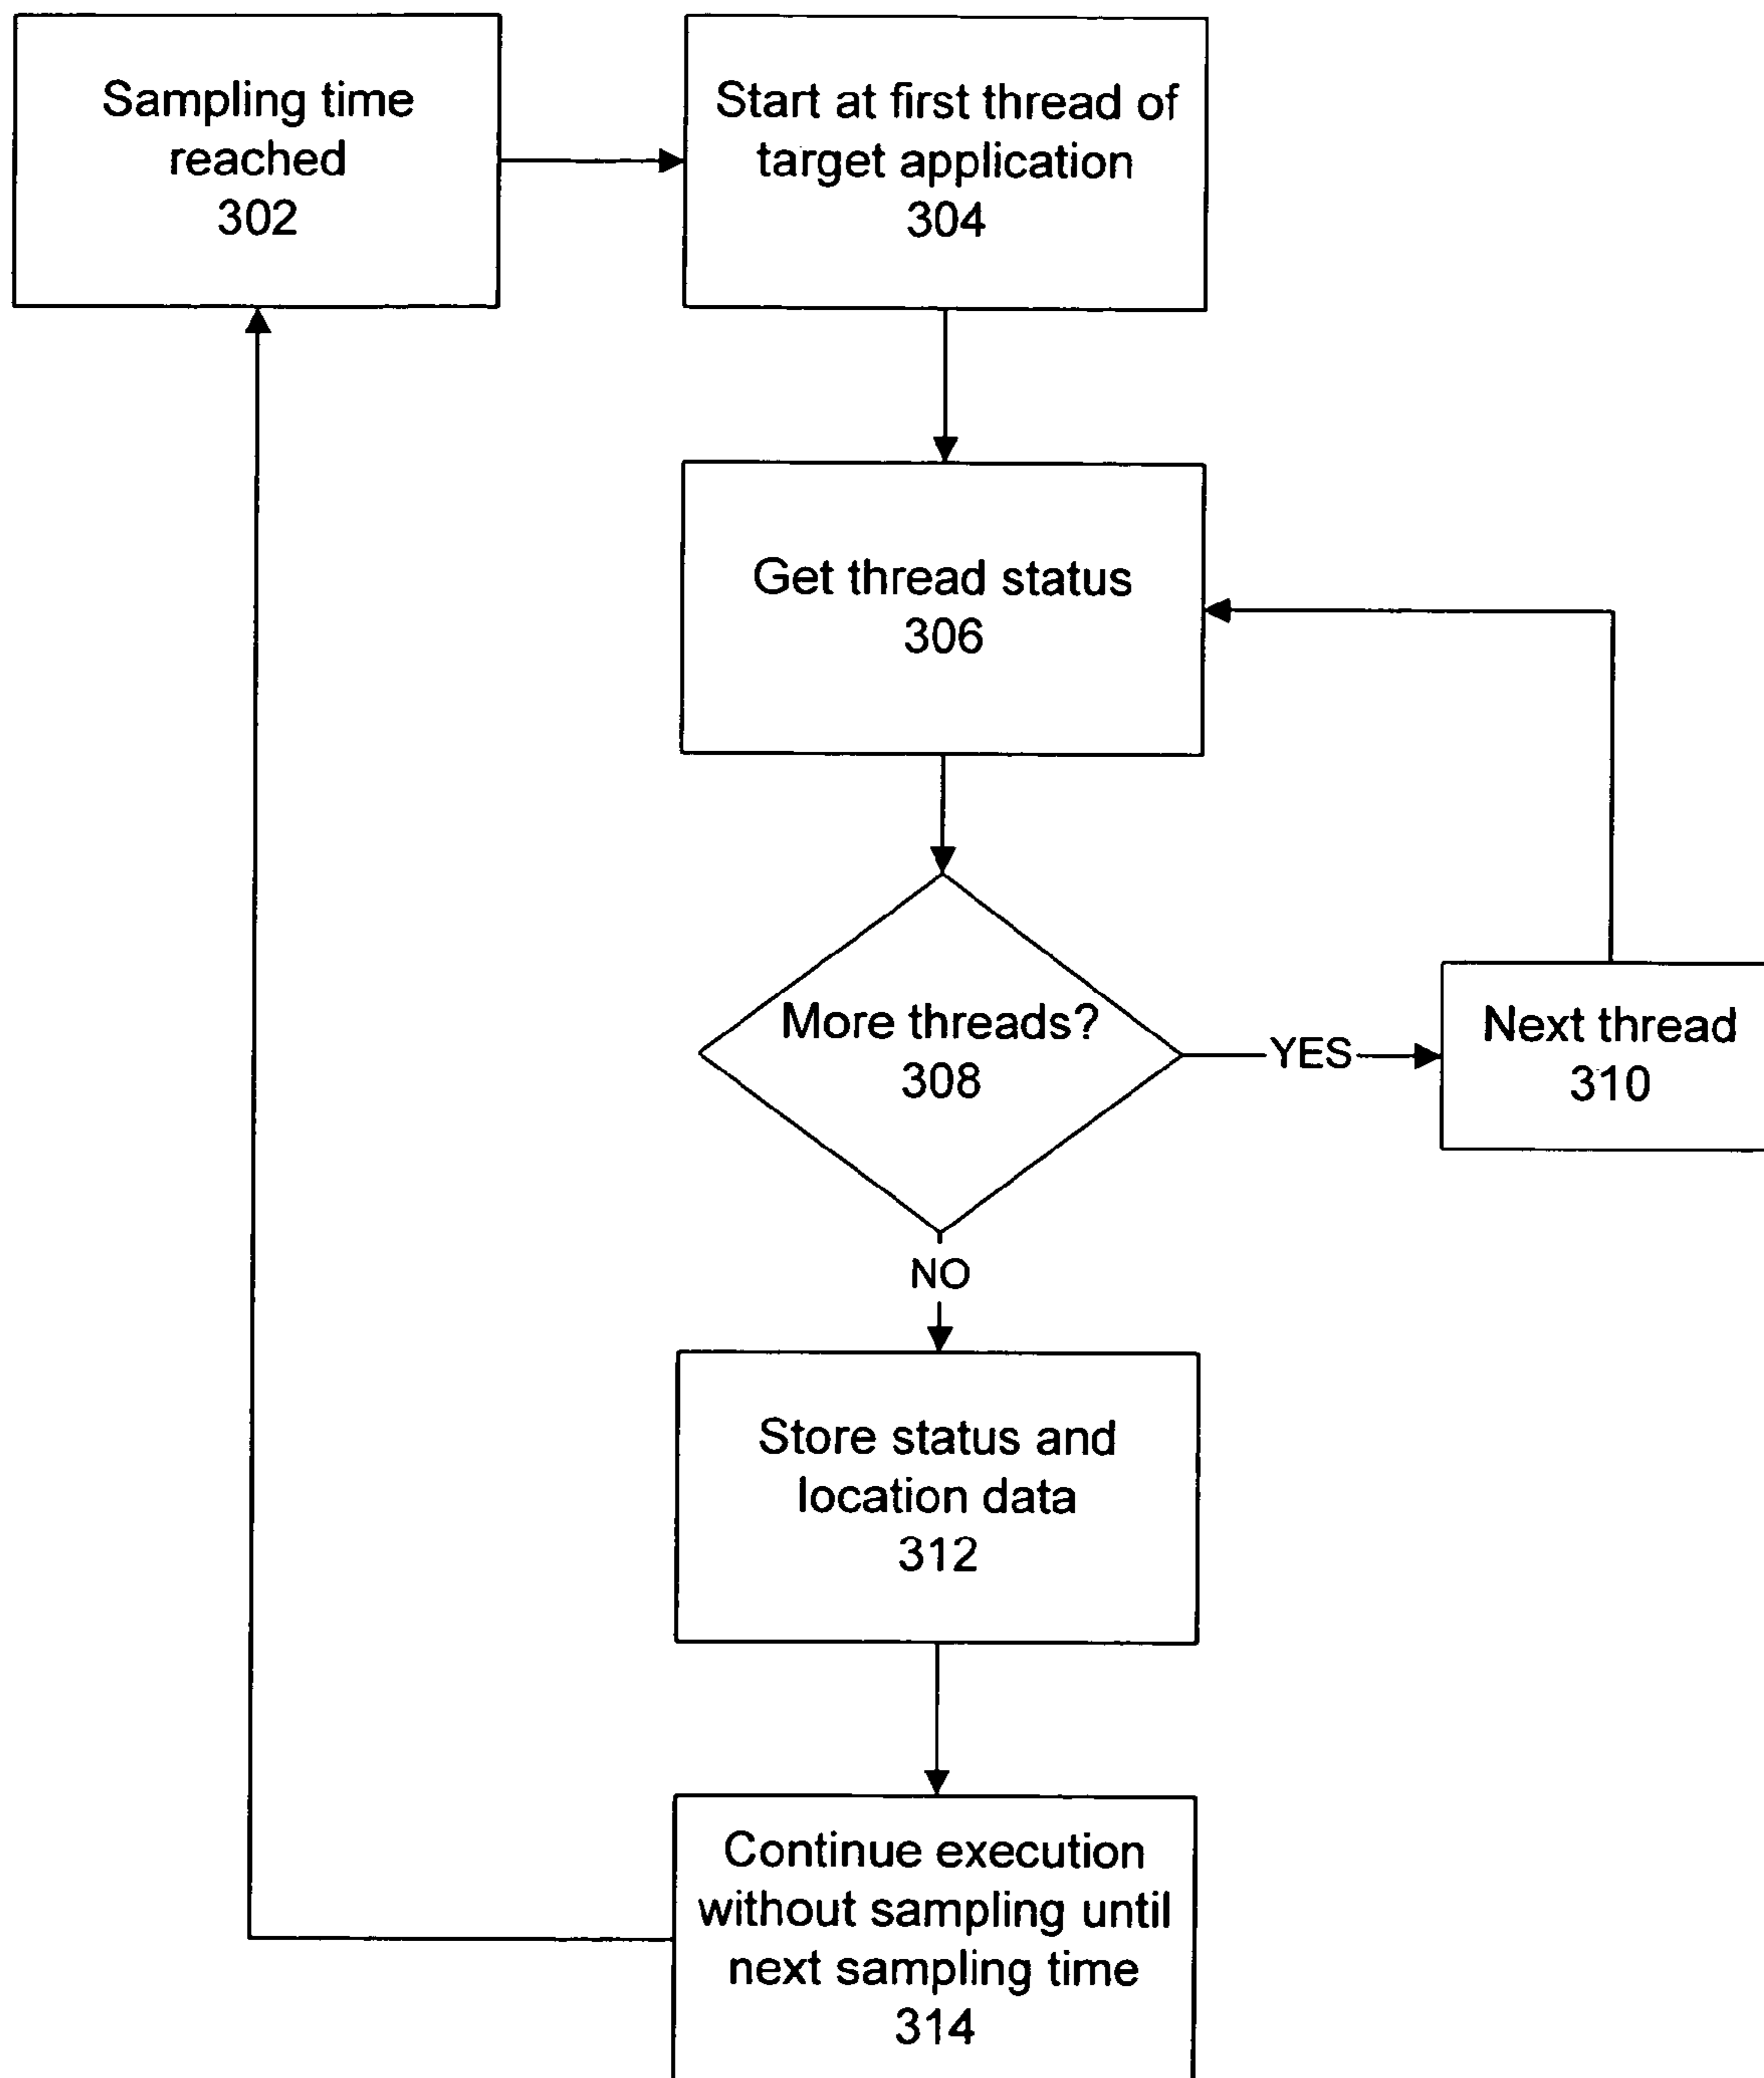 Sampling time
reached
302
Start at first thread of
target application
304
Get thread status
306
More threads?
308
YES
Next thread
310
NO
Store status and
location data
312
Continue execution
without sampling until
next sampling time
314